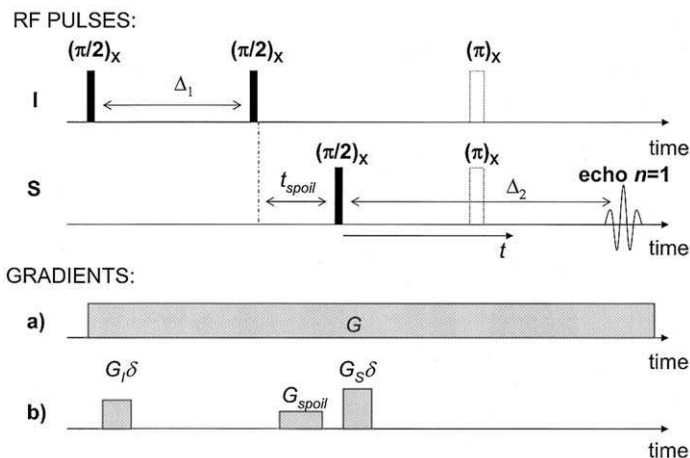 RF PULSES:
(π/2)X (π/2)X (π)X
I Δ1
time
(π/2)X (π)X echo n=1
S tspoil Δ2
t time
GRADIENTS:
a) G
time
GIδ Gspoil GSδ
b)
time